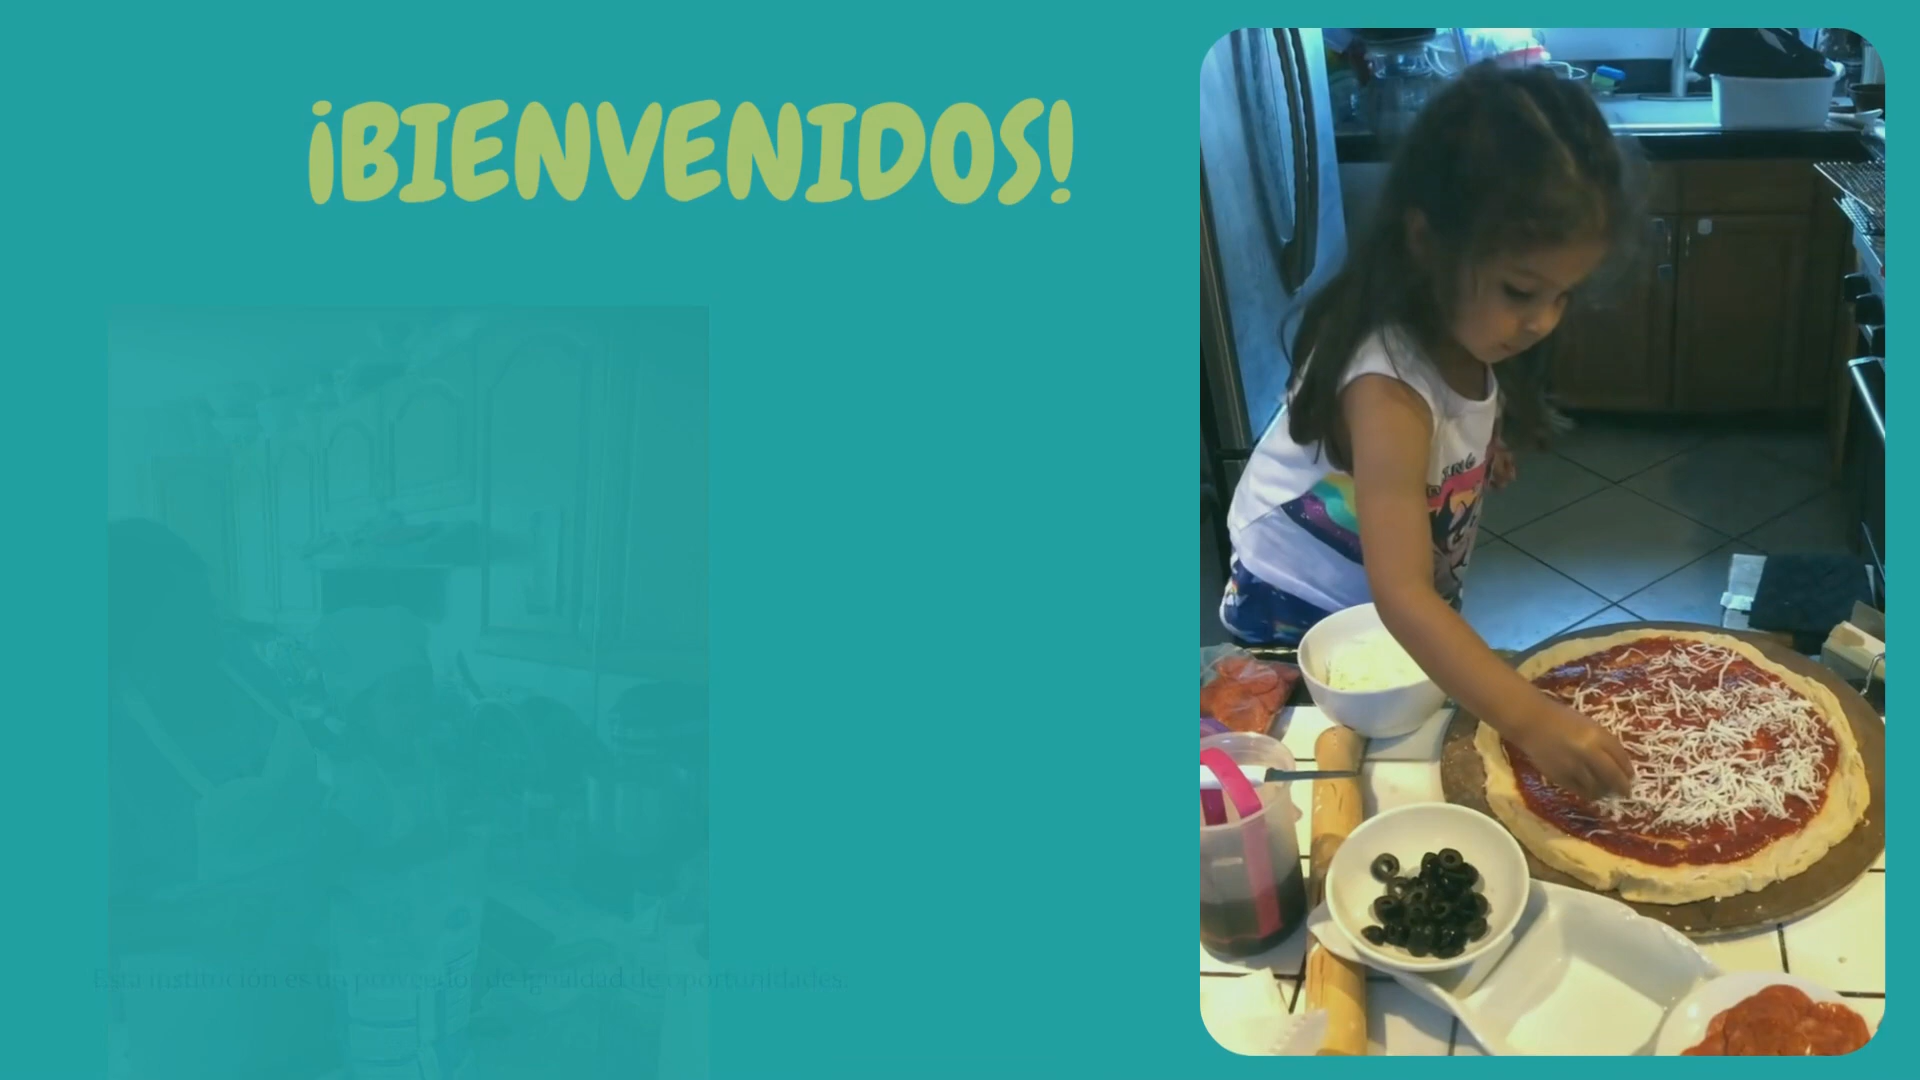 ¡BIENVENIDOS!
Esta institución es un proveedor de igualdad de oportunidades.